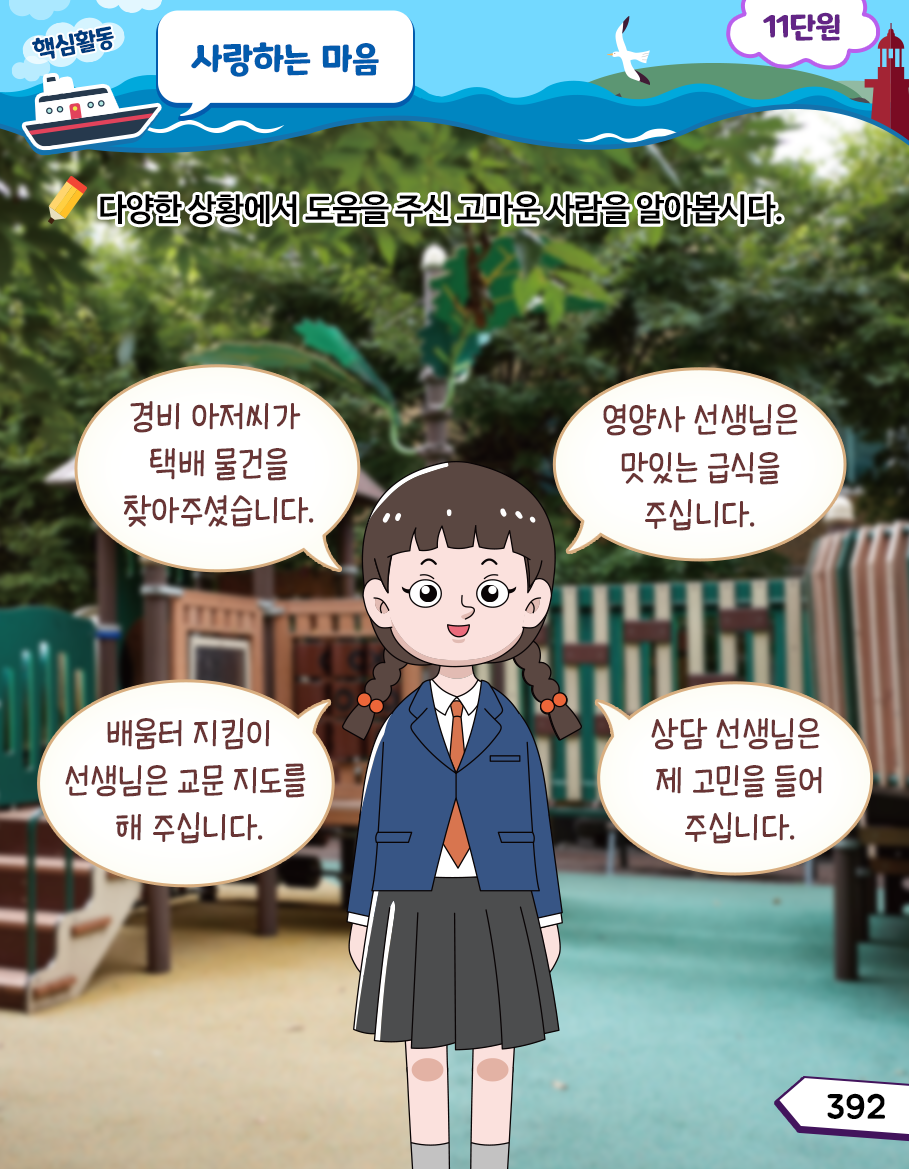 핵심활동
사랑하는 마음
11단원
다양한 상황에서 도움을 주신 고마운 사람을 알아봅시다.
경비 아저씨가
택배 물건을
찾아주셨습니다.
영양사 선생님은
맛있는 급식을
주십니다.
배움터 지킴이
선생님은 교문 지도를
해 주십니다.
상담 선생님은
제 고민을 들어
주십니다.
392